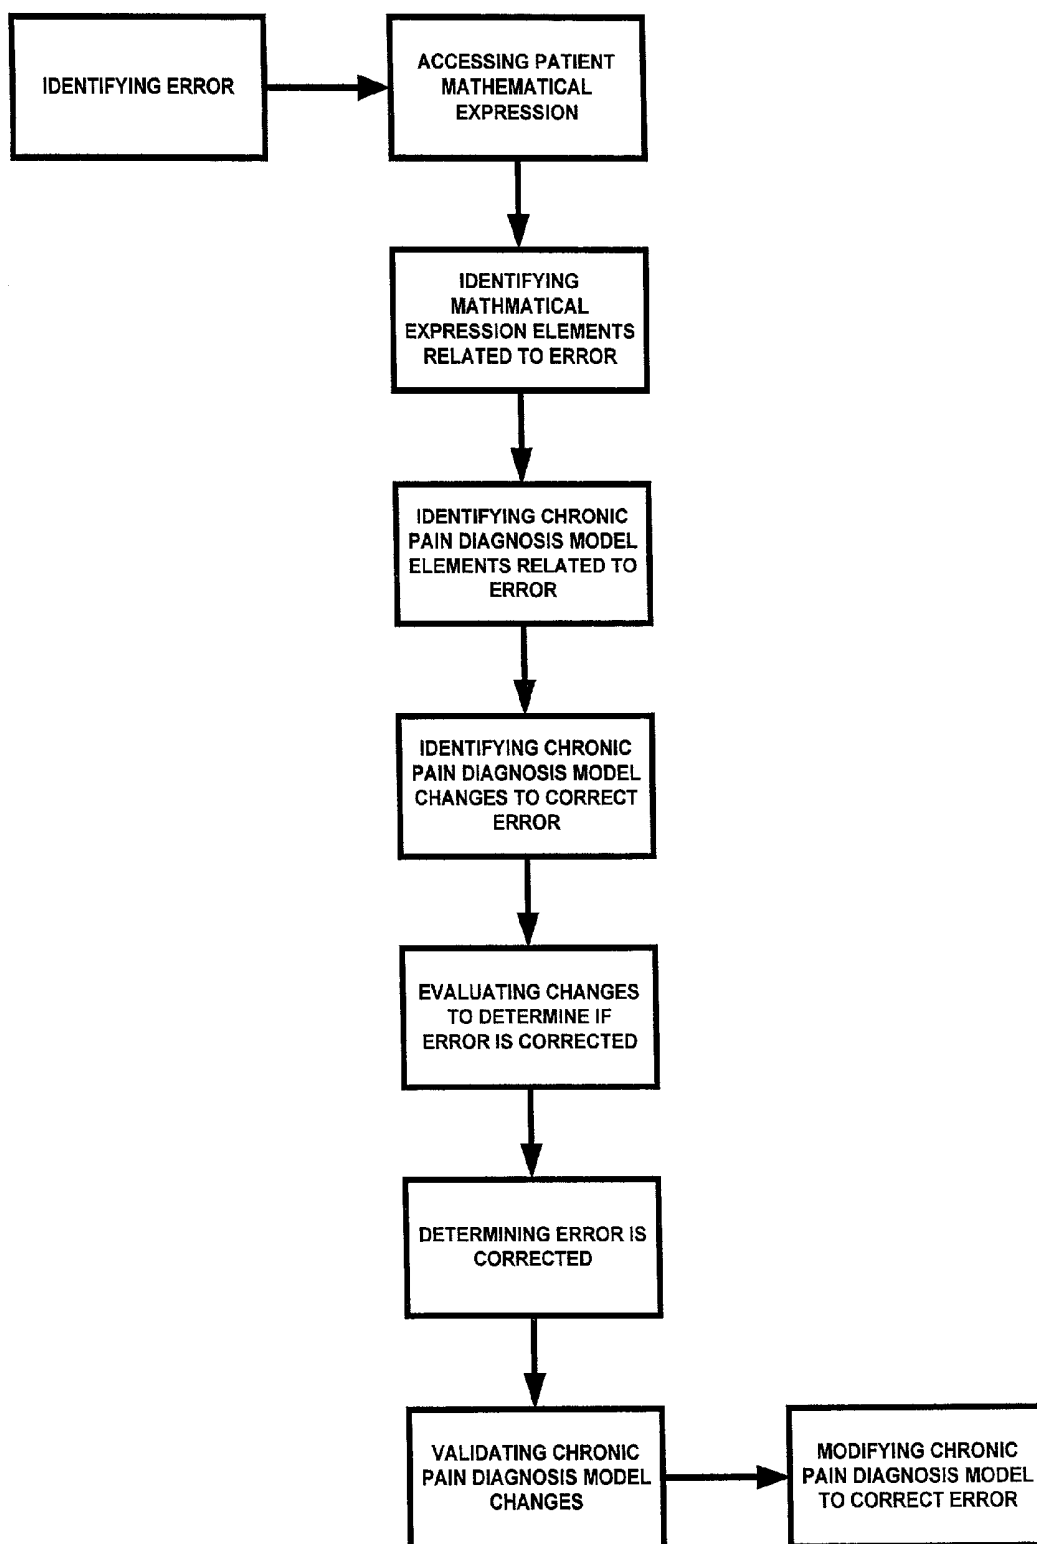 IDENTIFYING ERROR
ACCESSING PATIENT
MATHEMATICAL
EXPRESSION
IDENTIFYING
MATHMATICAL
EXPRESSION ELEMENTS
RELATED TO ERROR
IDENTIFYING CHRONIC
PAIN DIAGNOSIS MODEL
ELEMENTS RELATED TO
ERROR
IDENTIFYING CHRONIC
PAIN DIAGNOSIS MODEL
CHANGES TO CORRECT
ERROR
EVALUATING CHANGES
TO DETERMINE IF
ERROR IS CORRECTED
DETERMINING ERROR IS
CORRECTED
VALIDATING CHRONIC
PAIN DIAGNOSIS MODEL
CHANGES
MODIFYING CHRONIC
PAIN DIAGNOSIS MODEL
TO CORRECT ERROR